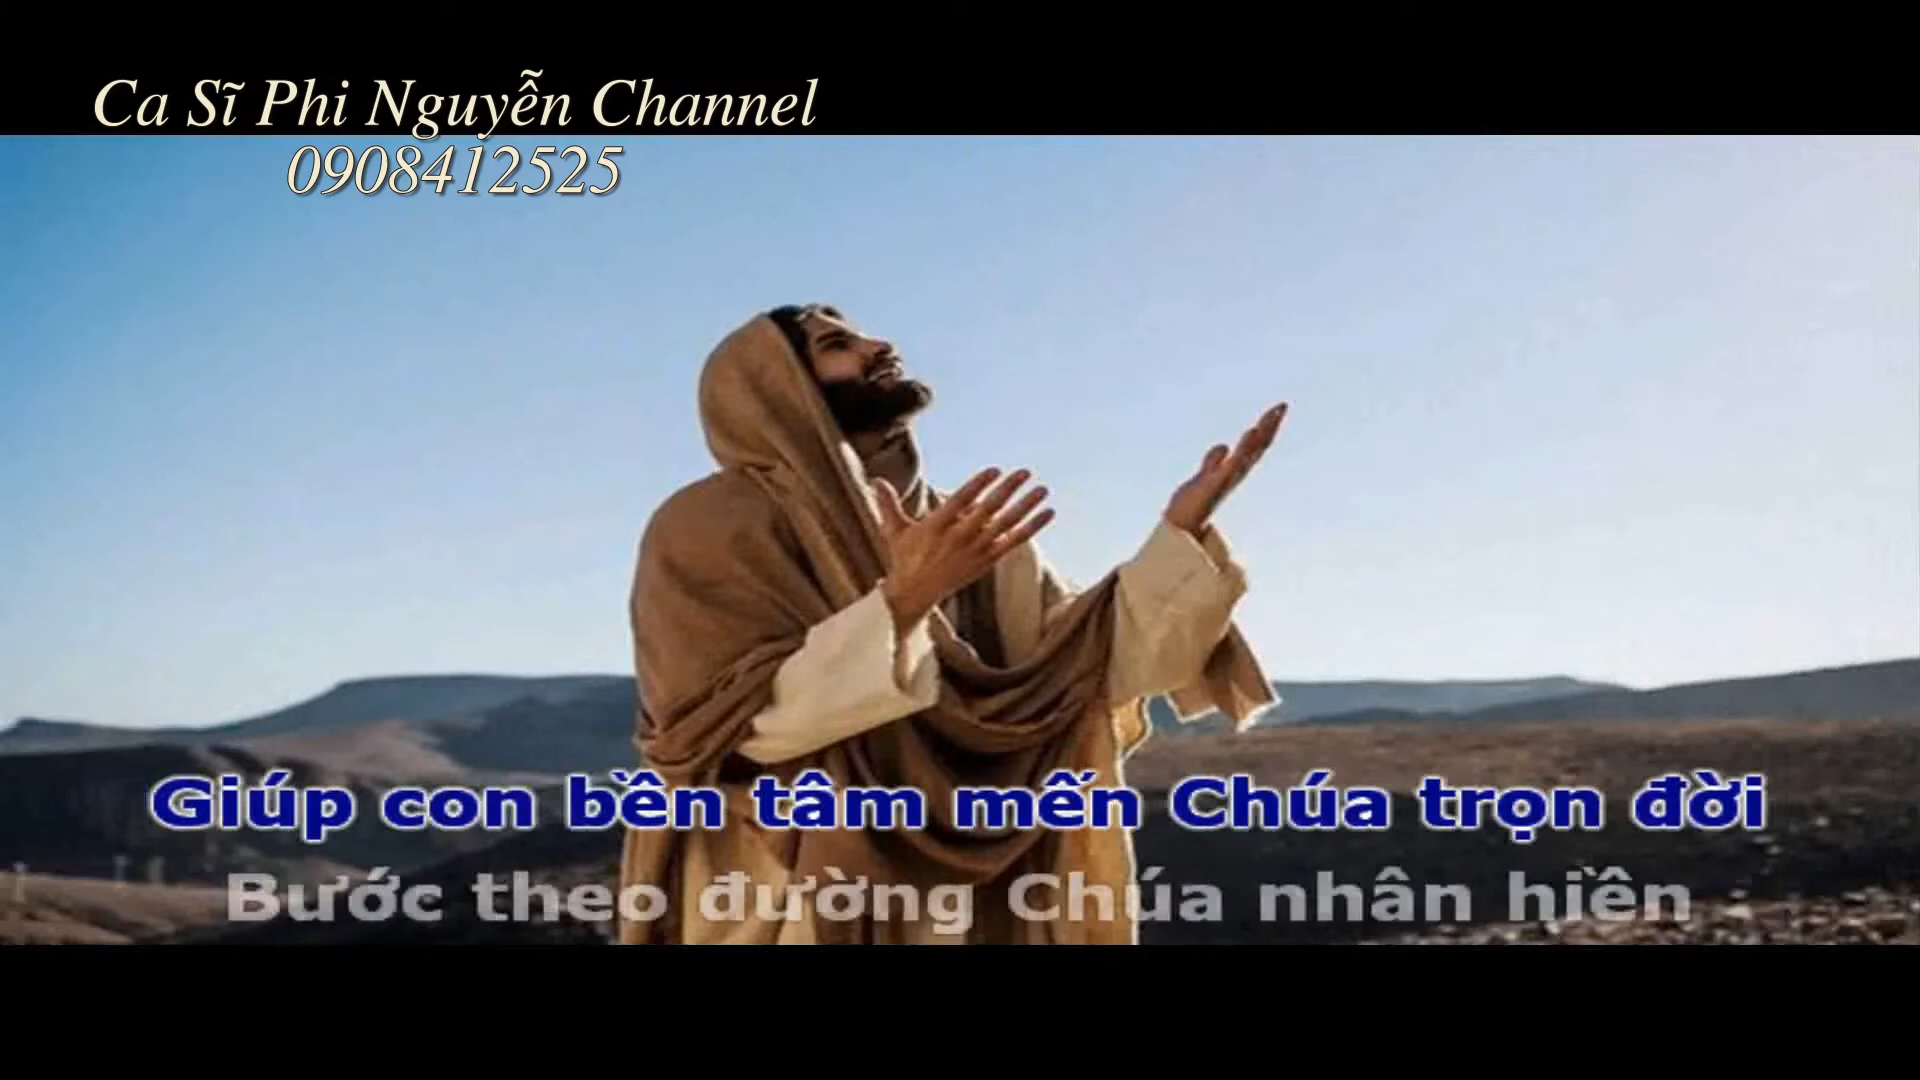 Ca Sĩ Phi Nguyễn Channel
0908412525
Giúp con bền tâm mến Chúa trọn đời
Bước theo đường Chúa nhân hiền